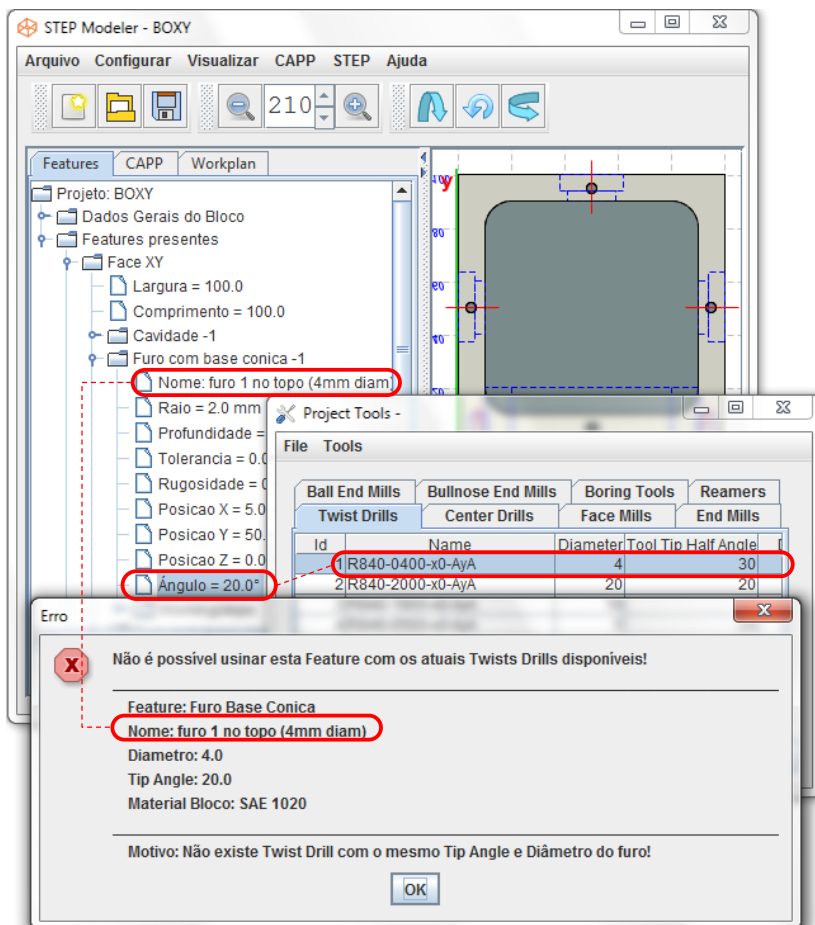 STEP Modeler - BOXY
Arquivo Configurar Visualizar CAPP STEP Ajuda
210
Features CAPP Workplan
Projeto: BOXY
Dados Gerais do Bloco
Features presentes
Face XY
Largura = 100.0
Comprimento = 100.0
Cavidade -1
Furo com base conica -1
Nome: furo 1 no topo (4mm diam)
Raio = 2.0 mm
Profundidade =
Tolerancia = 0.0
Rugosidade =
Posicao X = 5.0
Posicao Y = 50.
Posicao Z = 0.0
Ángulo = 20.0°
y
100
80
60
40
20
Project Tools -
File Tools
Ball End Mills Bullnose End Mills Boring Tools Reamers
Twist Drills Center Drills Face Mills End Mills
Id Name Diameter Tool Tip Half Angle
1 R840-0400-x0-AyA 4 30
2 R840-2000-x0-AyA 20 20
Erro
X
Não é possível usinar esta Feature com os atuais Twists Drills disponíveis!
Feature: Furo Base Conica
Nome: furo 1 no topo (4mm diam)
Diametro: 4.0
Tip Angle: 20.0
Material Bloco: SAE 1020
Motivo: Não existe Twist Drill com o mesmo Tip Angle e Diâmetro do furo!
OK